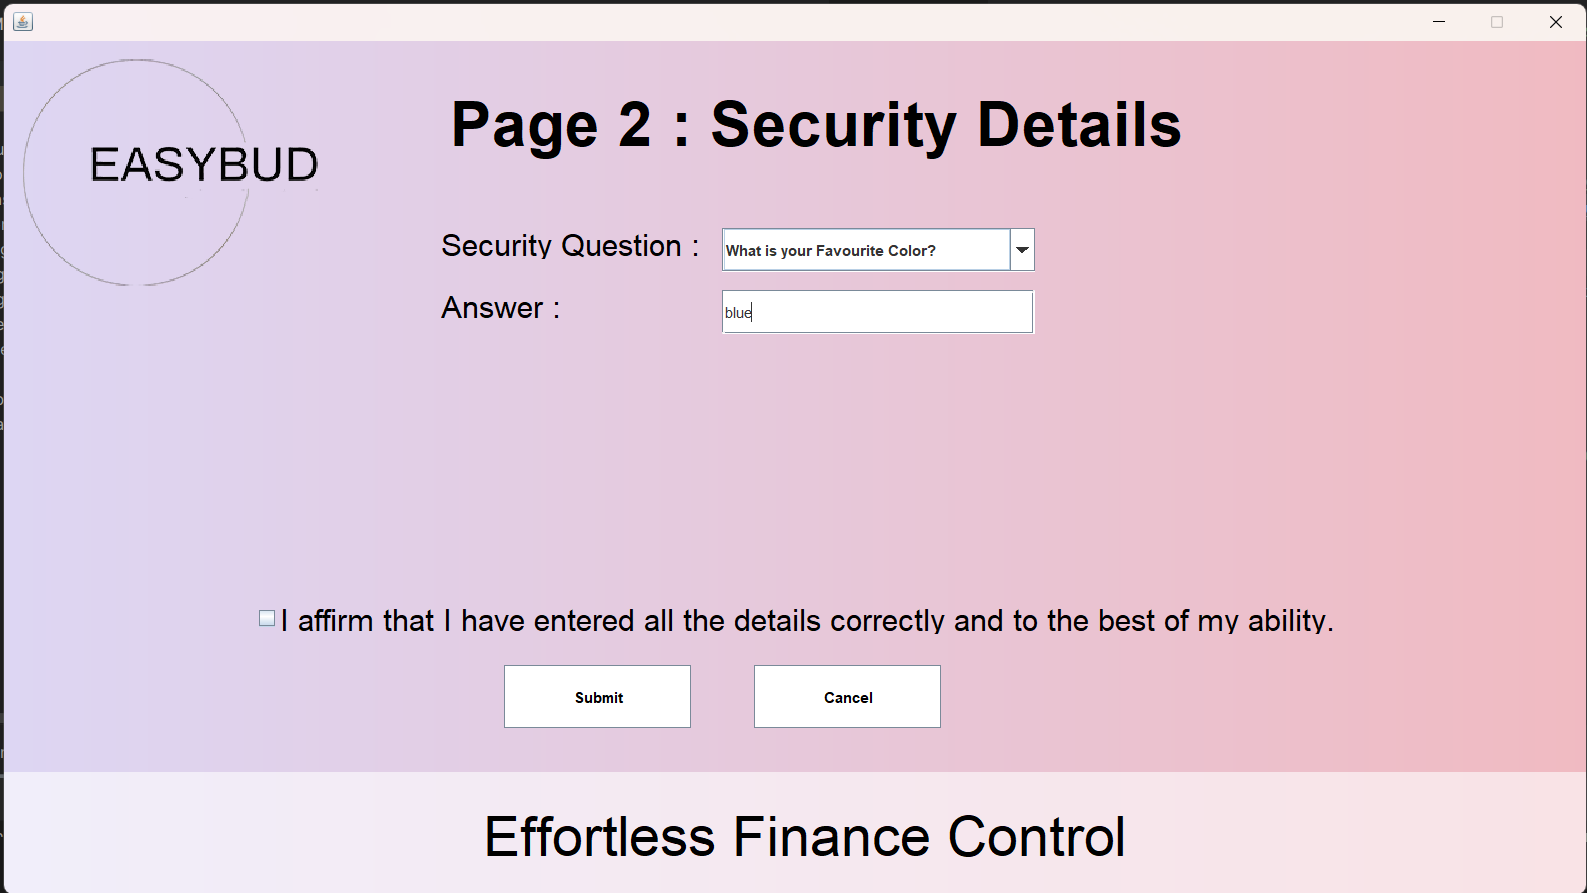 EASYBUD
Page 2 : Security Details
Security Question :
What is your Favourite Color?
Answer :
blue
I affirm that I have entered all the details correctly and to the best of my ability.
Submit
Cancel
Effortless Finance Control